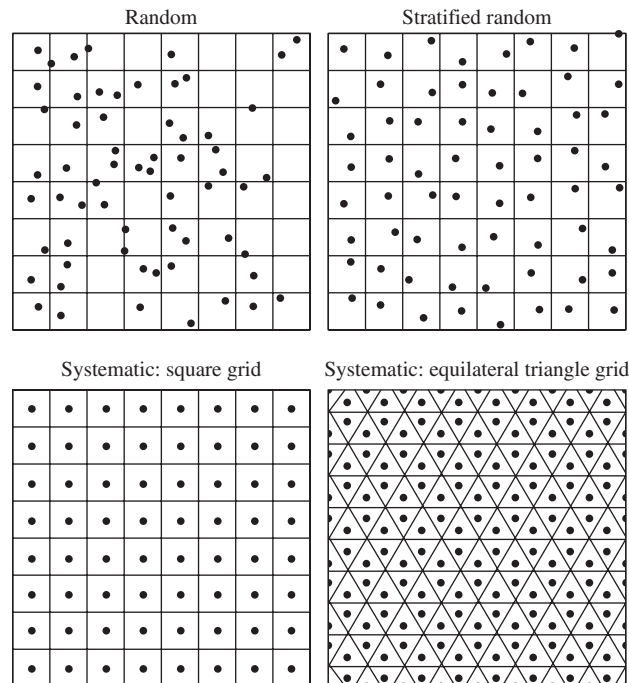 Random
Stratified random
Systematic: square grid
Systematic: equilateral triangle grid